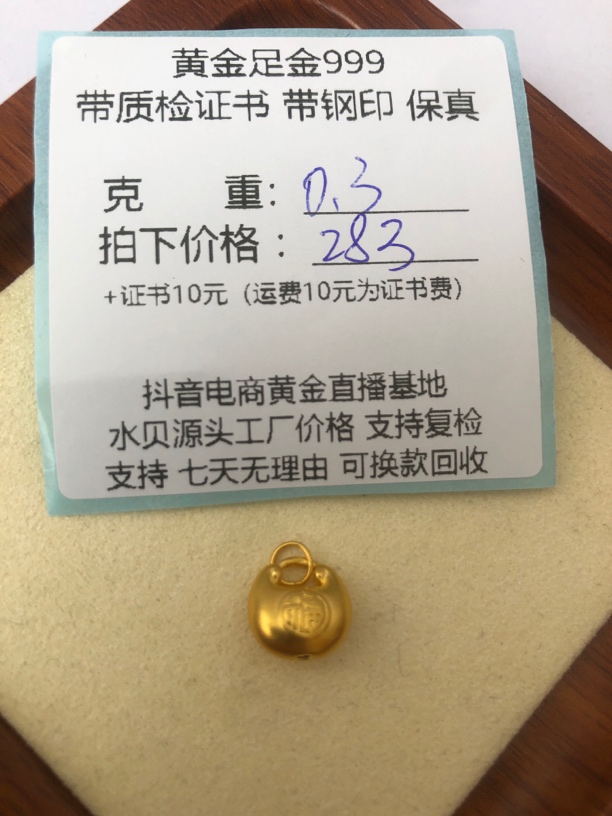 黄金足金999
带质检证书 带钢印 保真
克 重：0.3
拍下价格：283
+证书10元（运费10元为证书费）
抖音电商黄金直播基地
水贝源头工厂价格 支持复检
支持 七天无理由 可换款回收
福